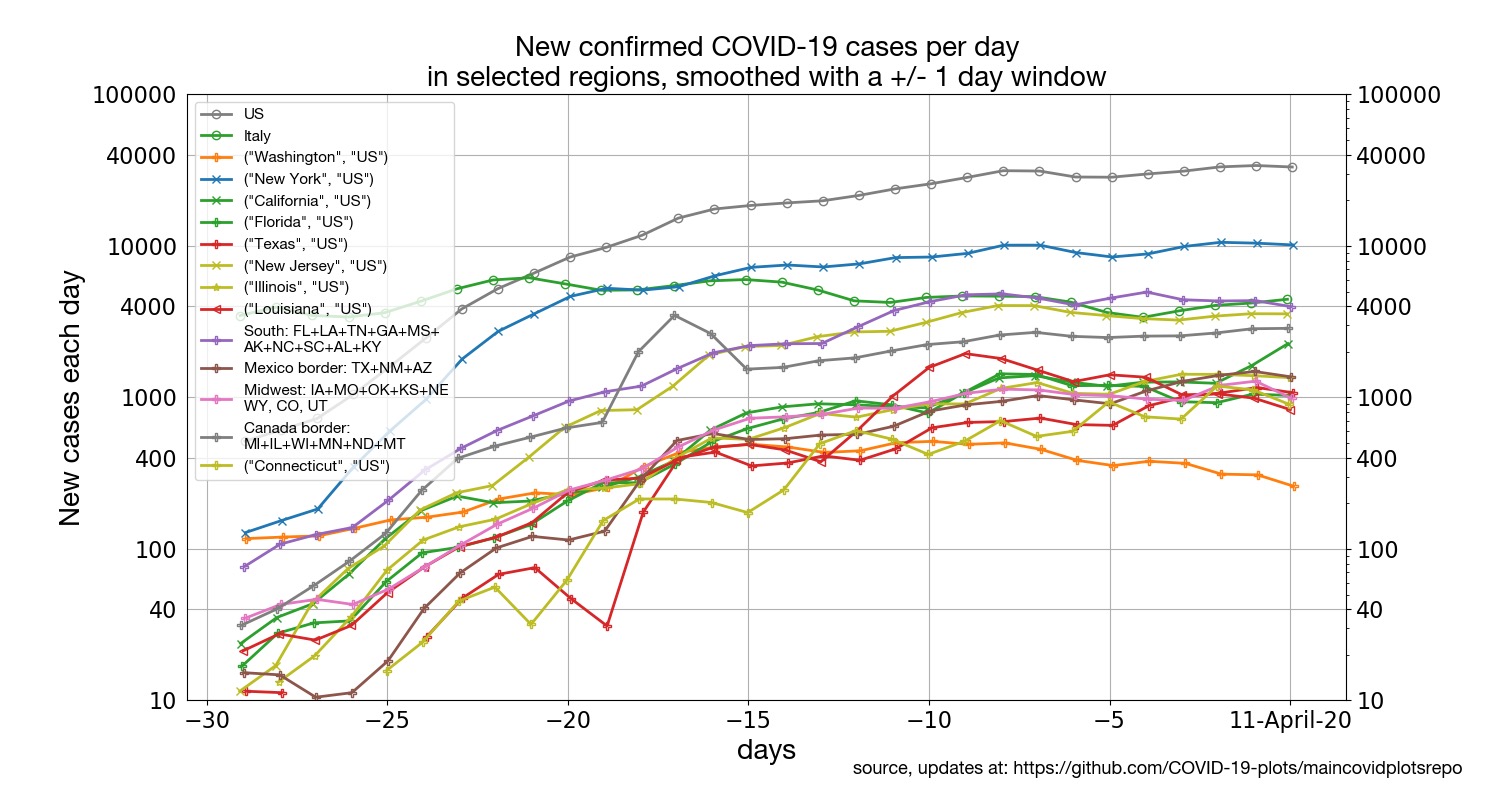 New confirmed COVID-19 cases per day
in selected regions, smoothed with a +/- 1 day window
100000
40000
10000
4000
1000
400
100
40
10
New cases each day
US
Italy
("Washington", "US")
("New York", "US")
("California", "US")
("Florida", "US")
("Texas", "US")
("New Jersey", "US")
("Illinois", "US")
("Louisiana", "US")
South: FL+LA+TN+GA+MS+
AK+NC+SC+AL+KY
Mexico border: TX+NM+AZ
Midwest: IA+MO+OK+KS+NE
WY, CO, UT
Canada border:
MI+IL+WI+MN+ND+MT
("Connecticut", "US")
100000
40000
10000
4000
1000
400
100
40
10
−30
−25
−20
−15
−10
−5
11-April-20
days
source, updates at: https://github.com/COVID-19-plots/maincovidplotsrepo